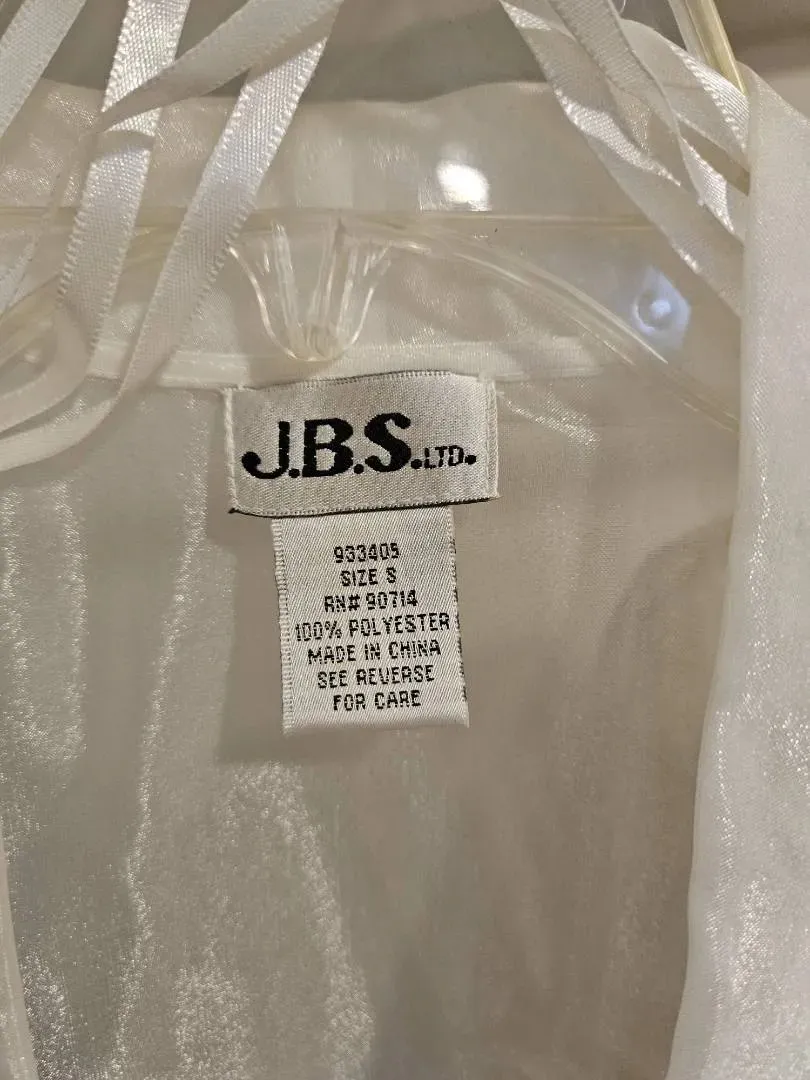 J.B.S.LTD.
933405
SIZE S
RN# 90714
100% POLYESTER
MADE IN CHINA
SEE REVERSE
FOR CARE